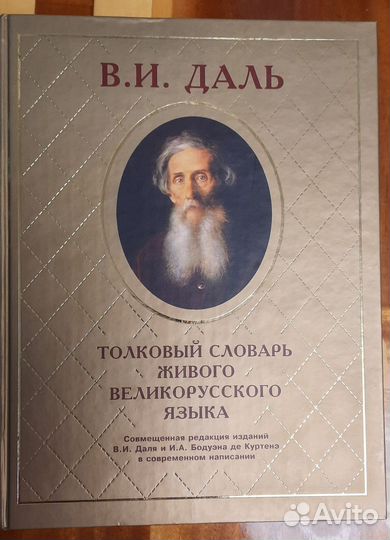 В.И. ДАЛЬ
ТОЛКОВЫЙ СЛОВАРЬ
ЖИВОГО
ВЕЛИКОРУССКОГО
ЯЗЫКА
Совмещенная редакция изданий
В.И. Даля и И.А. Бодуэна де Куртенэ
в современном написании
Avito